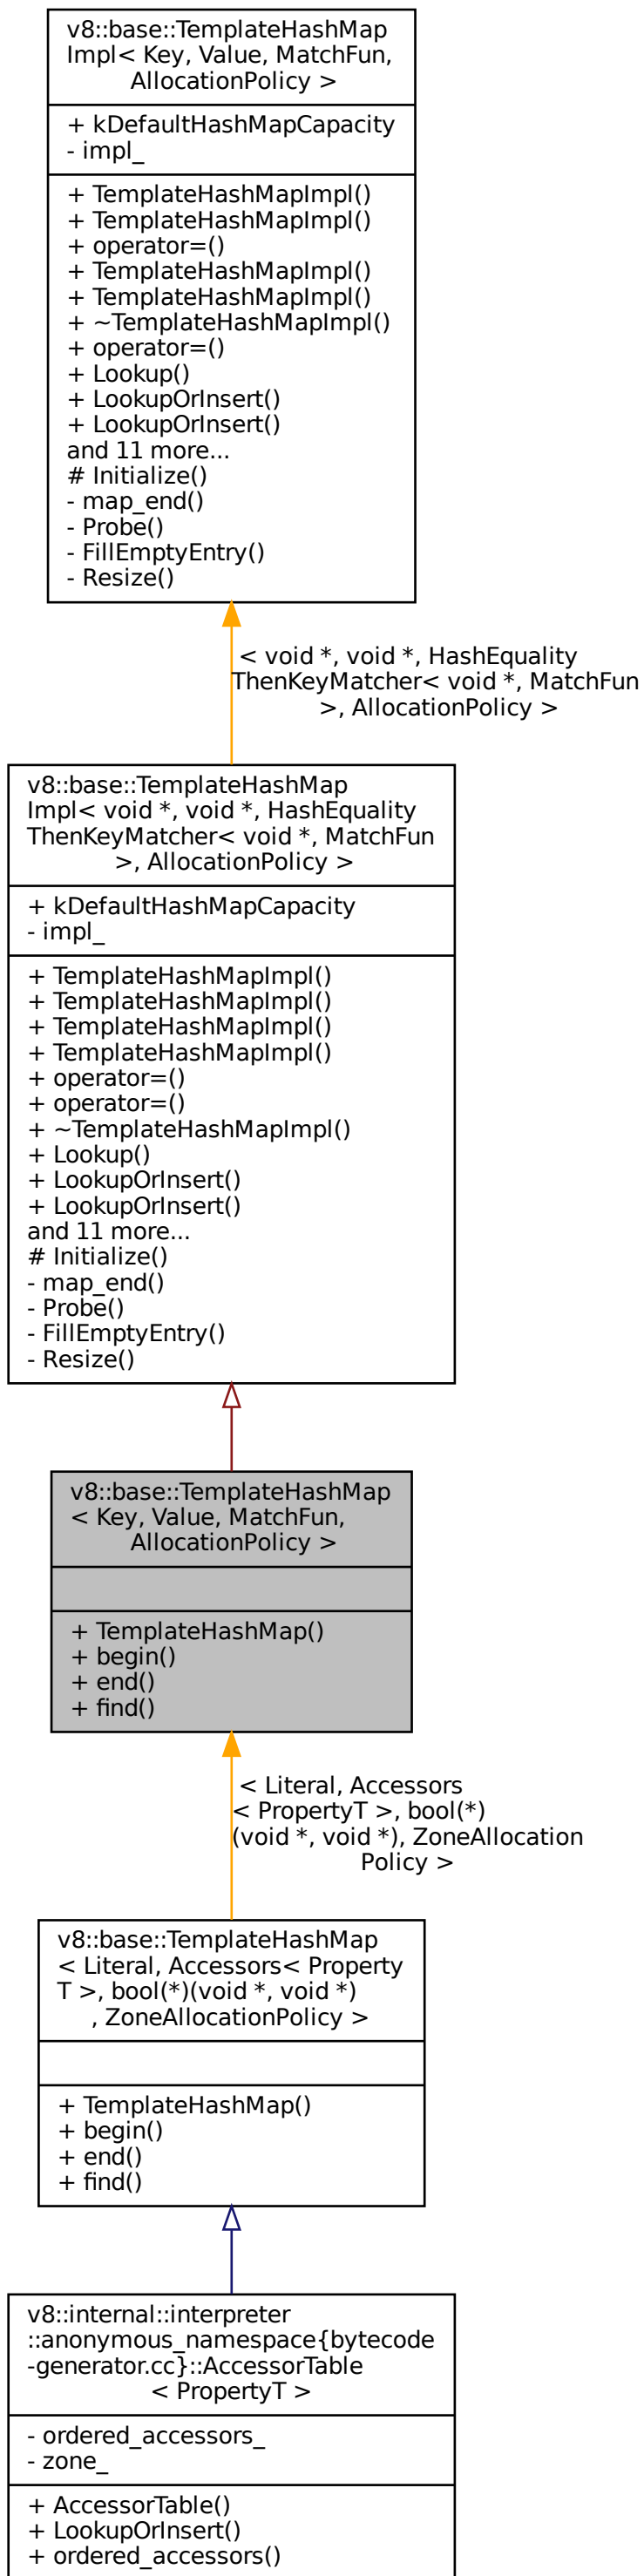 v8::base::TemplateHashMap
Impl< Key, Value, MatchFun,
AllocationPolicy >
+ kDefaultHashMapCapacity
- impl_
+ TemplateHashMapImpl()
+ TemplateHashMapImpl()
+ operator=()
+ TemplateHashMapImpl()
+ TemplateHashMapImpl()
+ ~TemplateHashMapImpl()
+ operator=()
+ Lookup()
+ LookupOrInsert()
+ LookupOrInsert()
and 11 more...
# Initialize()
- map_end()
- Probe()
- FillEmptyEntry()
- Resize()
< void *, void *, HashEquality
ThenKeyMatcher< void *, MatchFun
>, AllocationPolicy >
v8::base::TemplateHashMap
Impl< void *, void *, HashEquality
ThenKeyMatcher< void *, MatchFun
>, AllocationPolicy >
+ kDefaultHashMapCapacity
- impl_
+ TemplateHashMapImpl()
+ TemplateHashMapImpl()
+ TemplateHashMapImpl()
+ TemplateHashMapImpl()
+ operator=()
+ operator=()
+ ~TemplateHashMapImpl()
+ Lookup()
+ LookupOrInsert()
+ LookupOrInsert()
and 11 more...
# Initialize()
- map_end()
- Probe()
- FillEmptyEntry()
- Resize()
v8::base::TemplateHashMap
< Key, Value, MatchFun,
AllocationPolicy >
+ TemplateHashMap()
+ begin()
+ end()
+ find()
< Literal, Accessors
< PropertyT >, bool(*)
(void *, void *), ZoneAllocation
Policy >
v8::base::TemplateHashMap
< Literal, Accessors< Property
T >, bool(*)(void *, void *)
, ZoneAllocationPolicy >
+ TemplateHashMap()
+ begin()
+ end()
+ find()
v8::internal::interpreter
::anonymous_namespace{bytecode
-generator.cc}::AccessorTable
< PropertyT >
- ordered_accessors_
- zone_
+ AccessorTable()
+ LookupOrInsert()
+ ordered_accessors()